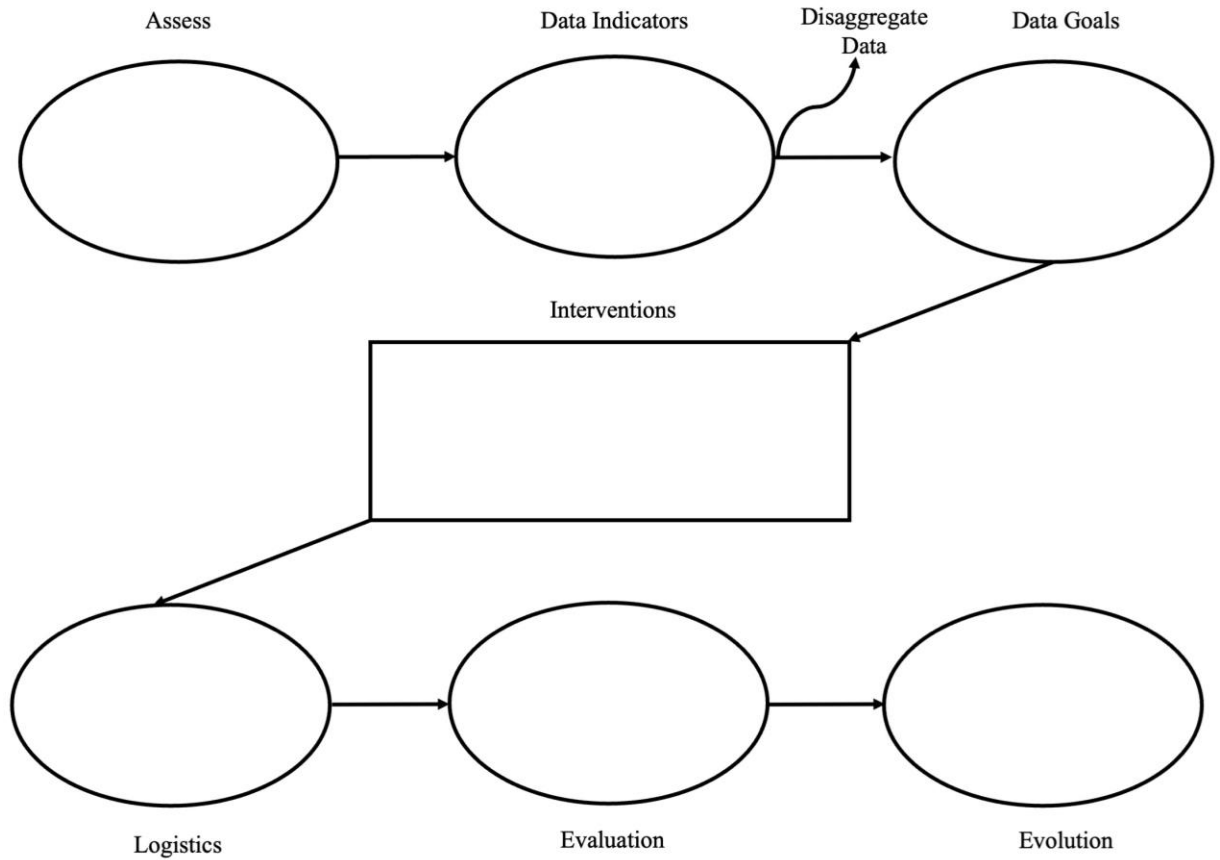 Assess
Data Indicators
Disaggregate
Data
Data Goals
Interventions
Logistics
Evaluation
Evolution